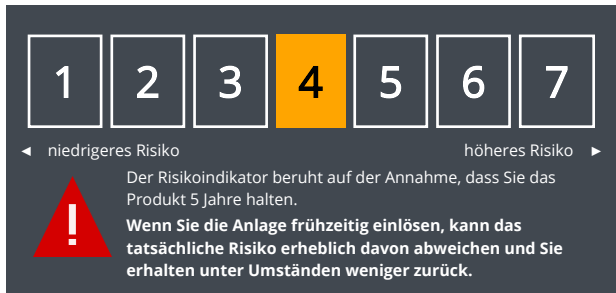 1 2 3 4 5 6 7
◄ niedrigeres Risiko höheres Risiko ►
Der Risikoindikator beruht auf der Annahme, dass Sie das
Produkt 5 Jahre halten.
!
Wenn Sie die Anlage frühzeitig einlösen, kann das
tatsächliche Risiko erheblich davon abweichen und Sie
erhalten unter Umständen weniger zurück.